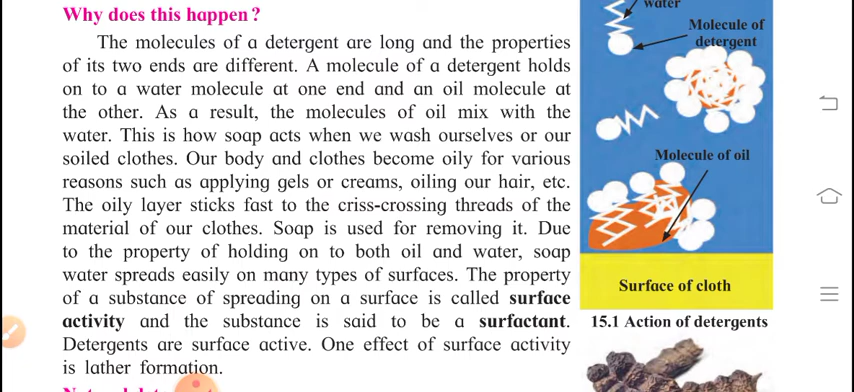 Why does this happen ?
The molecules of a detergent are long and the properties
of its two ends are different. A molecule of a detergent holds
on to a water molecule at one end and an oil molecule at
the other. As a result, the molecules of oil mix with the
water. This is how soap acts when we wash ourselves or our
soiled clothes. Our body and clothes become oily for various
reasons such as applying gels or creams, oiling our hair, etc.
The oily layer sticks fast to the criss-crossing threads of the
material of our clothes. Soap is used for removing it. Due
to the property of holding on to both oil and water, soap
water spreads easily on many types of surfaces. The property
of a substance of spreading on a surface is called surface
activity and the substance is said to be a surfactant.
Detergents are surface active. One effect of surface activity
is lather formation.
water
Molecule of
detergent
Molecule of oil
Surface of cloth
15.1 Action of detergents